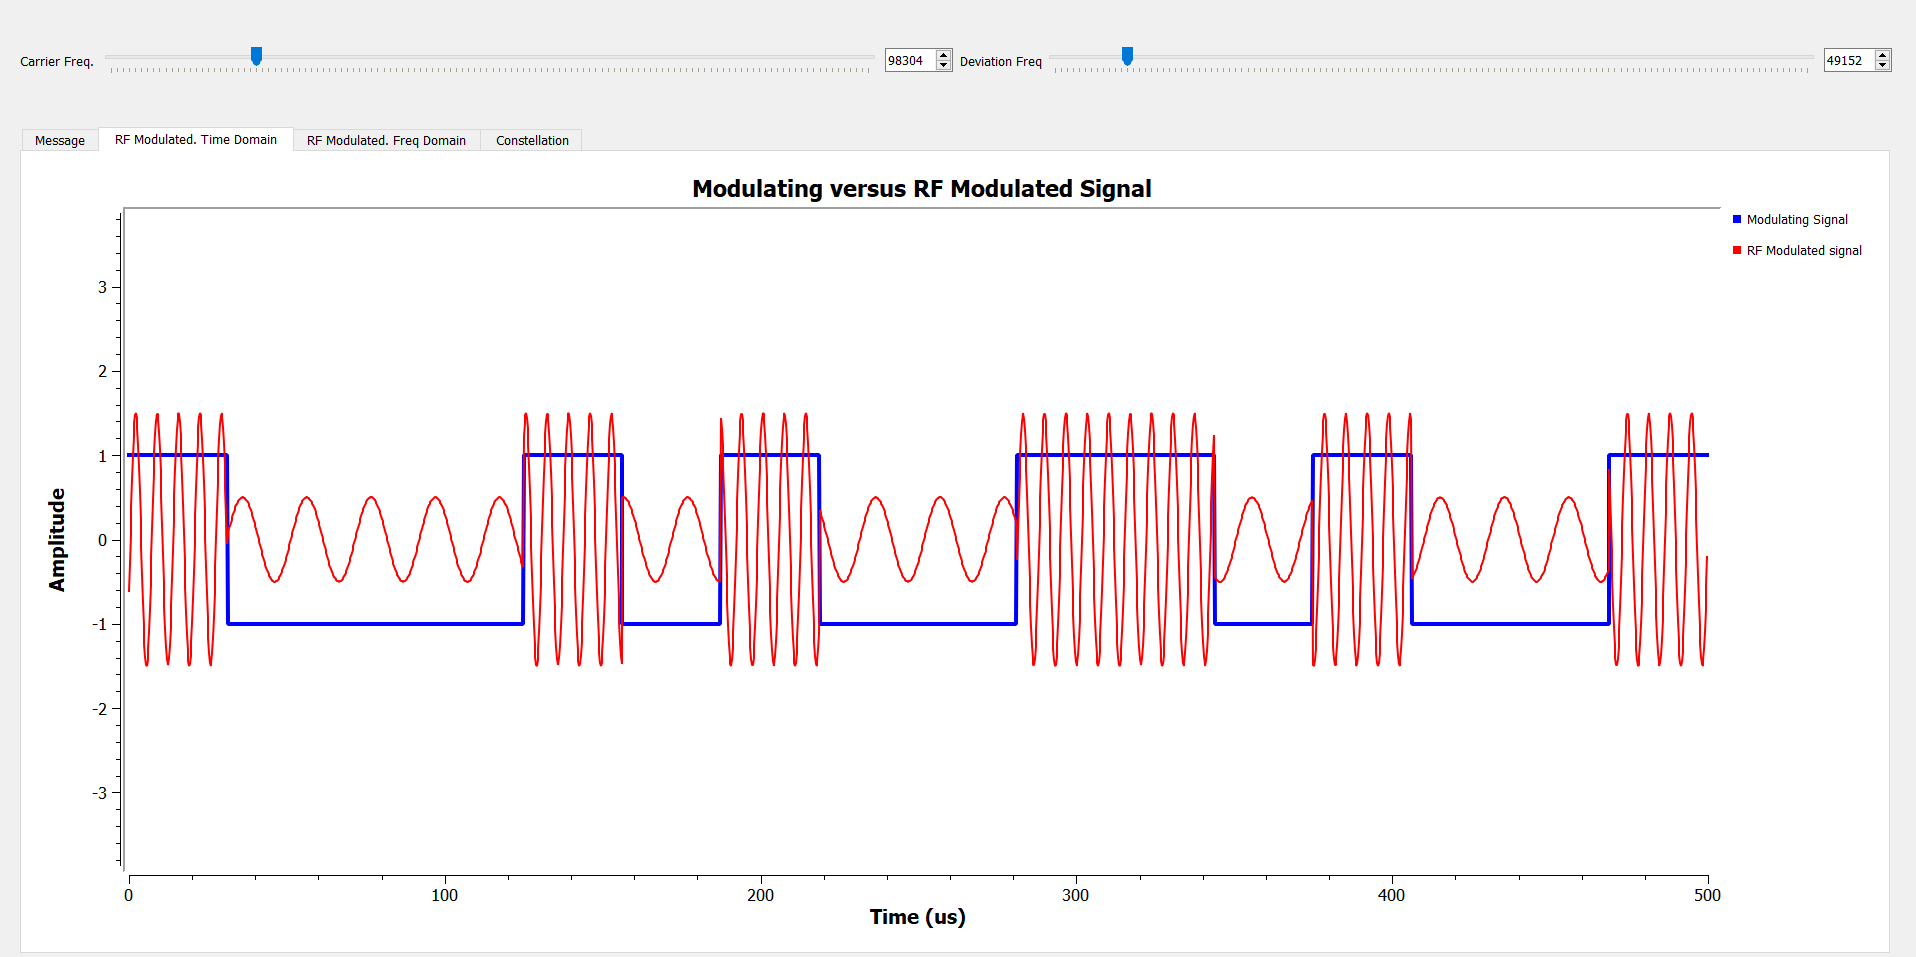 Carrier Freq. 98304 Deviation Freq 49152
Message RF Modulated. Time Domain RF Modulated. Freq Domain Constellation
Modulating versus RF Modulated Signal
Modulating Signal
RF Modulated signal
Amplitude
3
2
1
0
-1
-2
-3
0 100 200 300 400 500
Time (us)